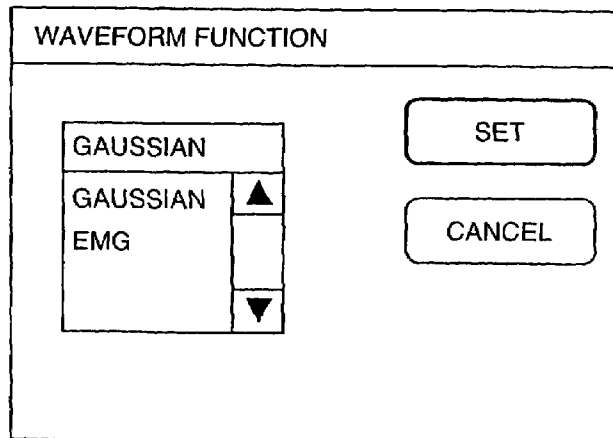 WAVEFORM FUNCTION
GAUSSIAN
GAUSSIAN
EMG
SET
CANCEL